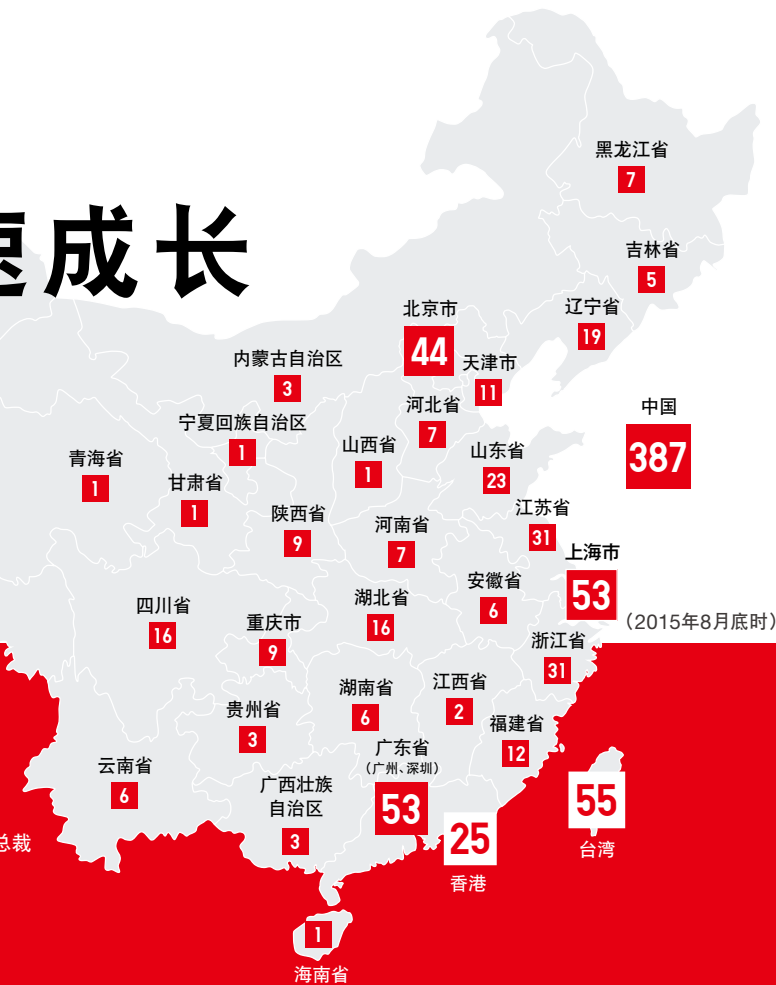 黑龙江省
7
速成长
吉林省
5
北京市
44
辽宁省
19
内蒙古自治区
3
天津市
11
河北省
7
中国
387
宁夏回族自治区
1
山西省
1
山东省
23
青海省
1
甘肃省
1
陕西省
9
河南省
7
江苏省
31
上海市
53
(2015年8月底时)
安徽省
6
四川省
16
重庆市
9
湖北省
16
浙江省
31
湖南省
6
江西省
2
贵州省
3
福建省
12
广东省
(广州、深圳)
53
云南省
6
广西壮族
自治区
3
25
香港
55
台湾
总裁
1
海南省